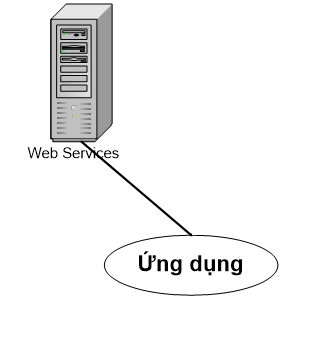 Web Services
Ứng dụng